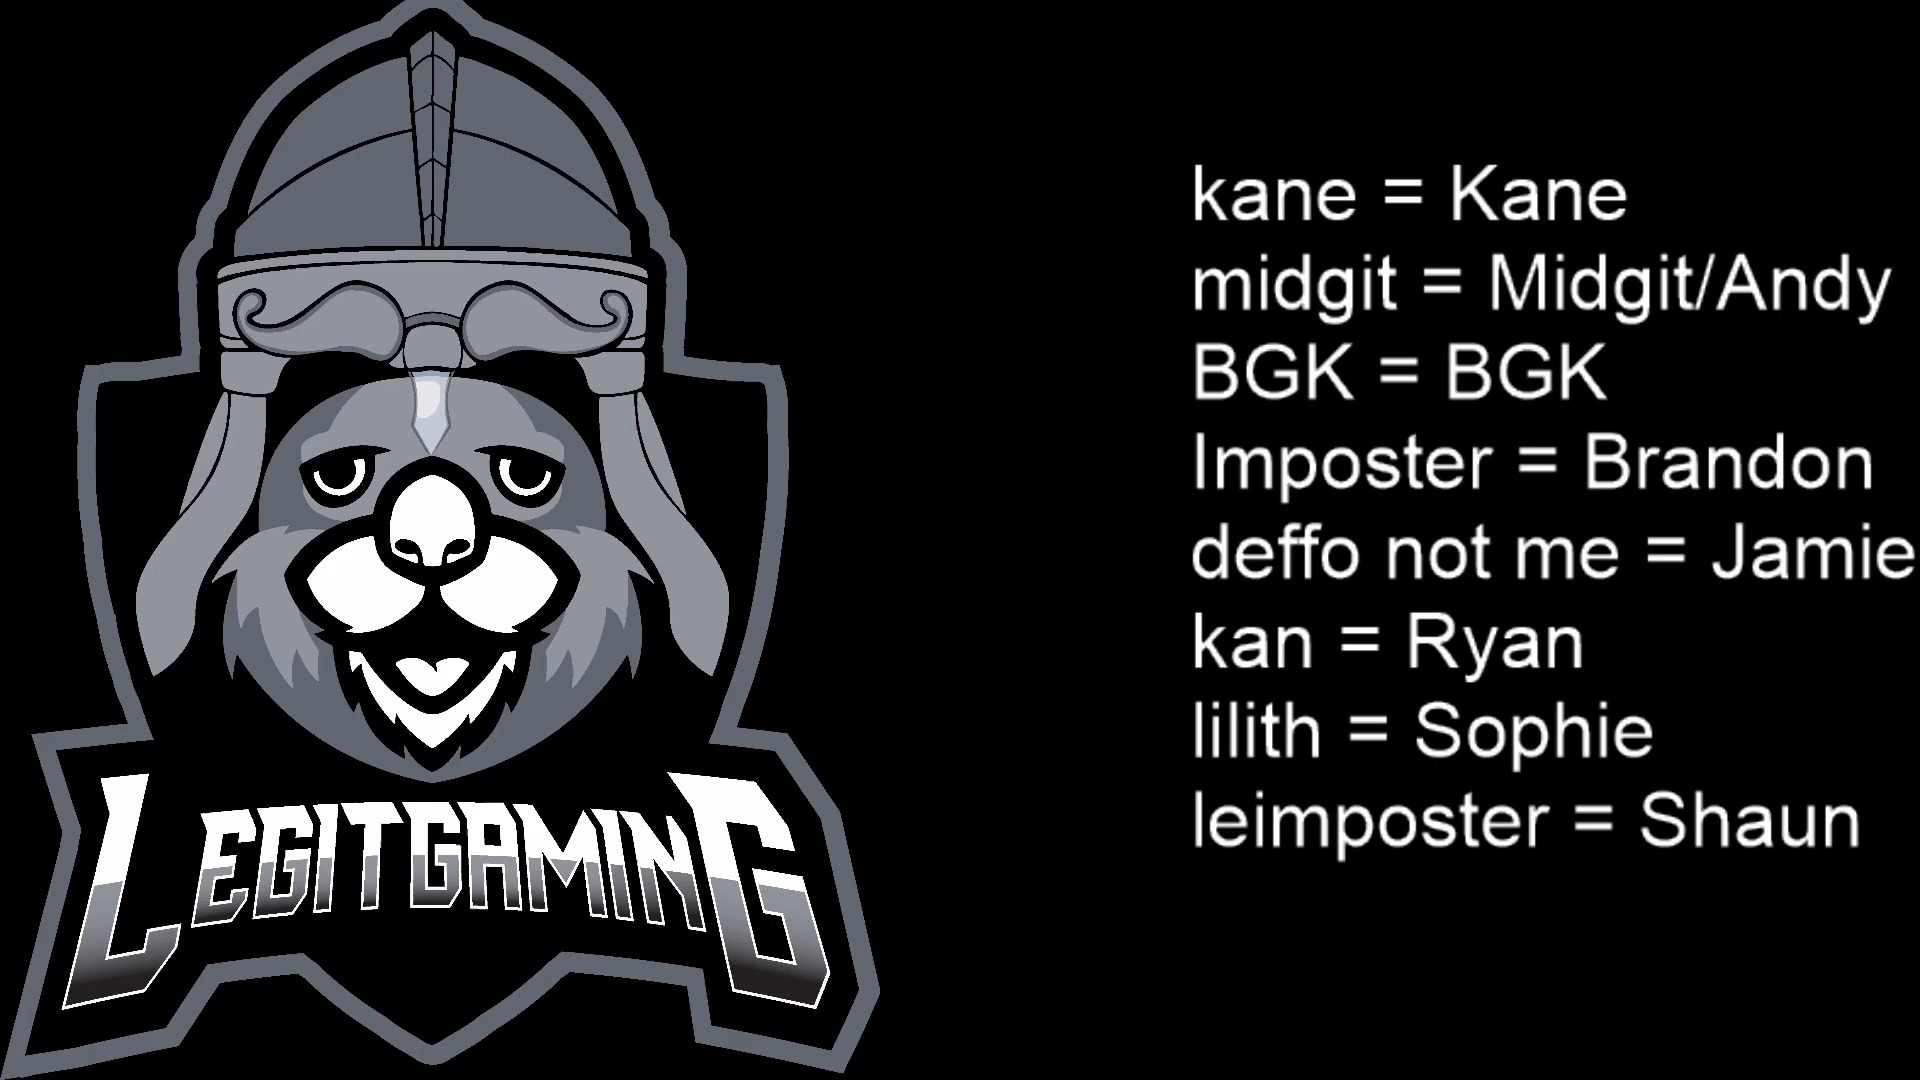 LEGITGAMING
kane = Kane
midgit = Midgit/Andy
BGK = BGK
Imposter = Brandon
deffo not me = Jamie
kan = Ryan
lilith = Sophie
leimposter = Shaun